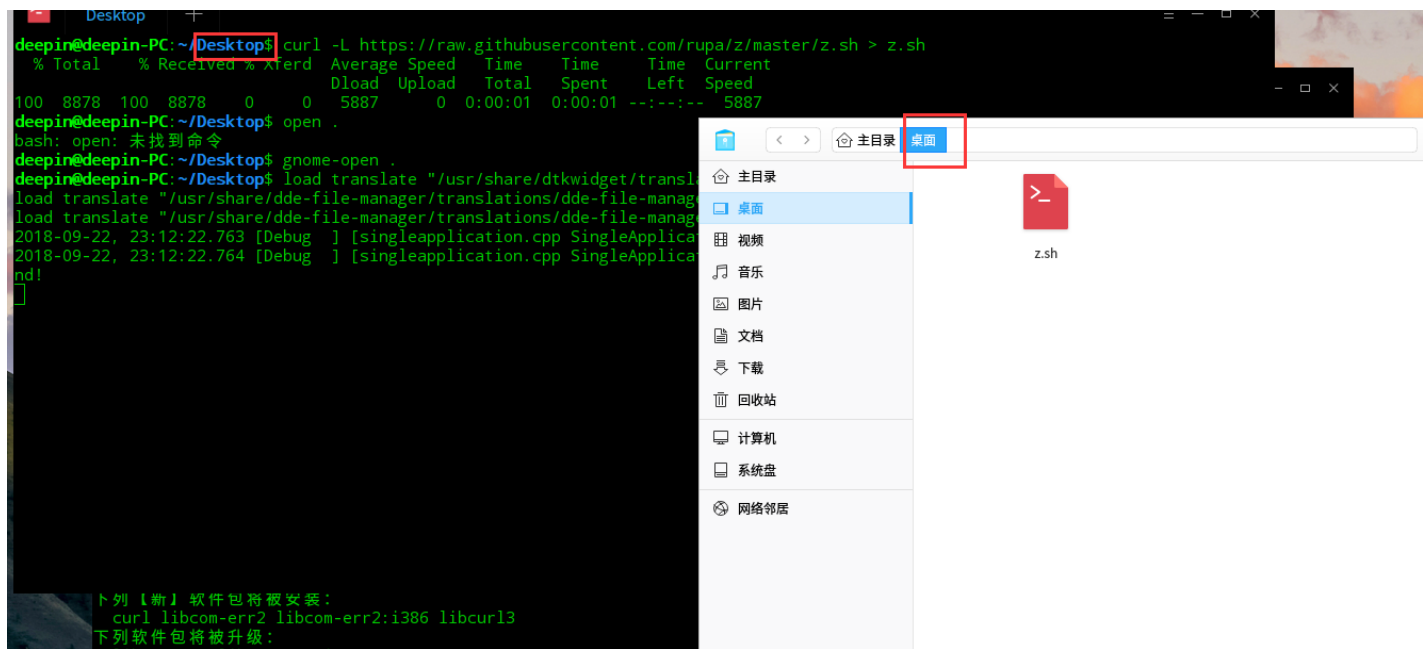 Desktop
deepin@deepin-PC:~/Desktop$ curl -L https://raw.githubusercontent.com/rupa/z/master/z.sh > z.sh
% Total % Received % Xferd Average Speed Time Time Time Current
Dload Upload Total Spent Left Speed
100 8878 100 8878 0 0 5887 0 0:00:01 0:00:01 --:--:-- 5887
deepin@deepin-PC:~/Desktop$ open .
bash: open: 未找到命令
deepin@deepin-PC:~/Desktop$ gnome-open .
deepin@deepin-PC:~/Desktop$ load translate "/usr/share/dtkwidget/transl
load translate "/usr/share/dde-file-manager/translations/dde-file-manag
load translate "/usr/share/dde-file-manager/translations/dde-file-manag
2018-09-22, 23:12:22.763 [Debug ] [singleapplication.cpp SingleApplica
2018-09-22, 23:12:22.764 [Debug ] [singleapplication.cpp SingleApplica
nd!
下列【新】软件包将被安装：
curl libcom-err2 libcom-err2:i386 libcurl3
下列软件包将被升级：
主目录 桌面
主目录
桌面
视频
音乐
图片
文档
下载
回收站
计算机
系统盘
网络邻居
z.sh